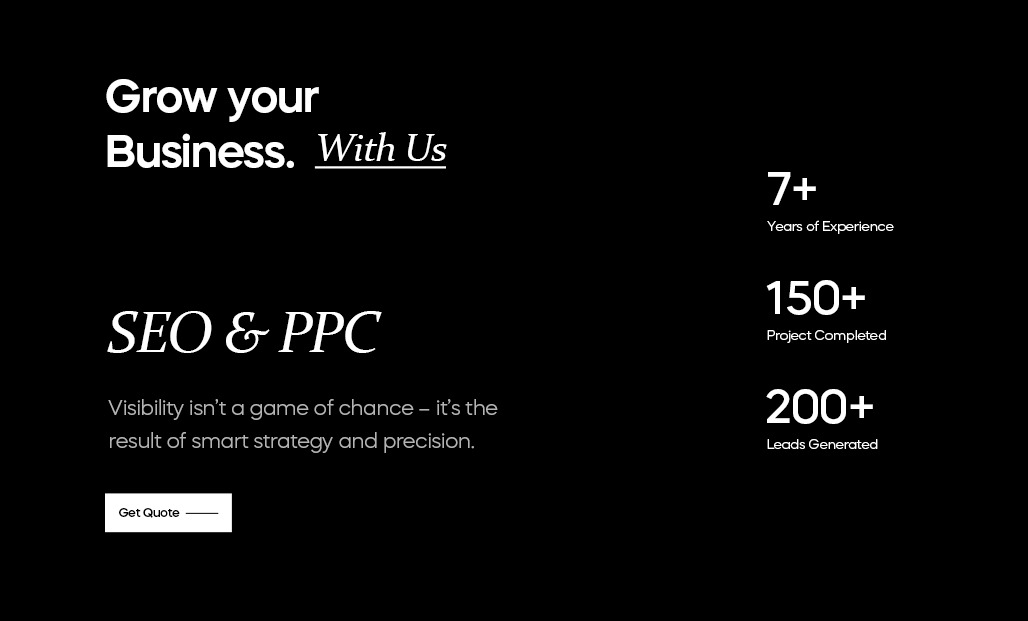 Grow your
Business. With Us
SEO & PPC
Visibility isn’t a game of chance – it’s the
result of smart strategy and precision.
Get Quote
7+
Years of Experience
150+
Project Completed
200+
Leads Generated